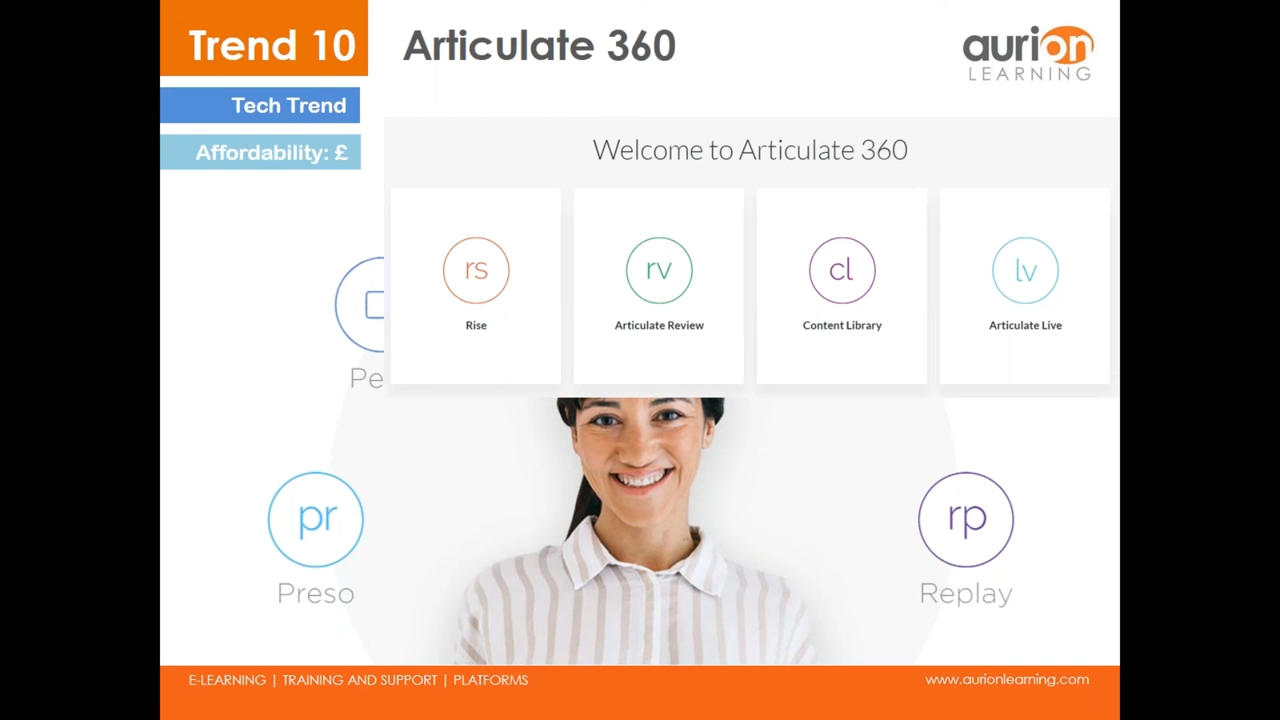 Trend 10
Articulate 360
aurion
LEARNING
Tech Trend
Affordability: £
Welcome to Articulate 360
rs
rv
cl
lv
Rise
Articulate Review
Content Library
Articulate Live
Pe
pr
rp
Preso
Replay
E-LEARNING | TRAINING AND SUPPORT | PLATFORMS
www.aurionlearning.com